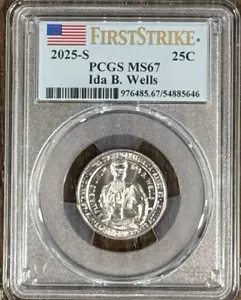 FIRSTSTRIKE®
2025-S 25C
PCGS MS67
Ida B. Wells
976485.67/54885646